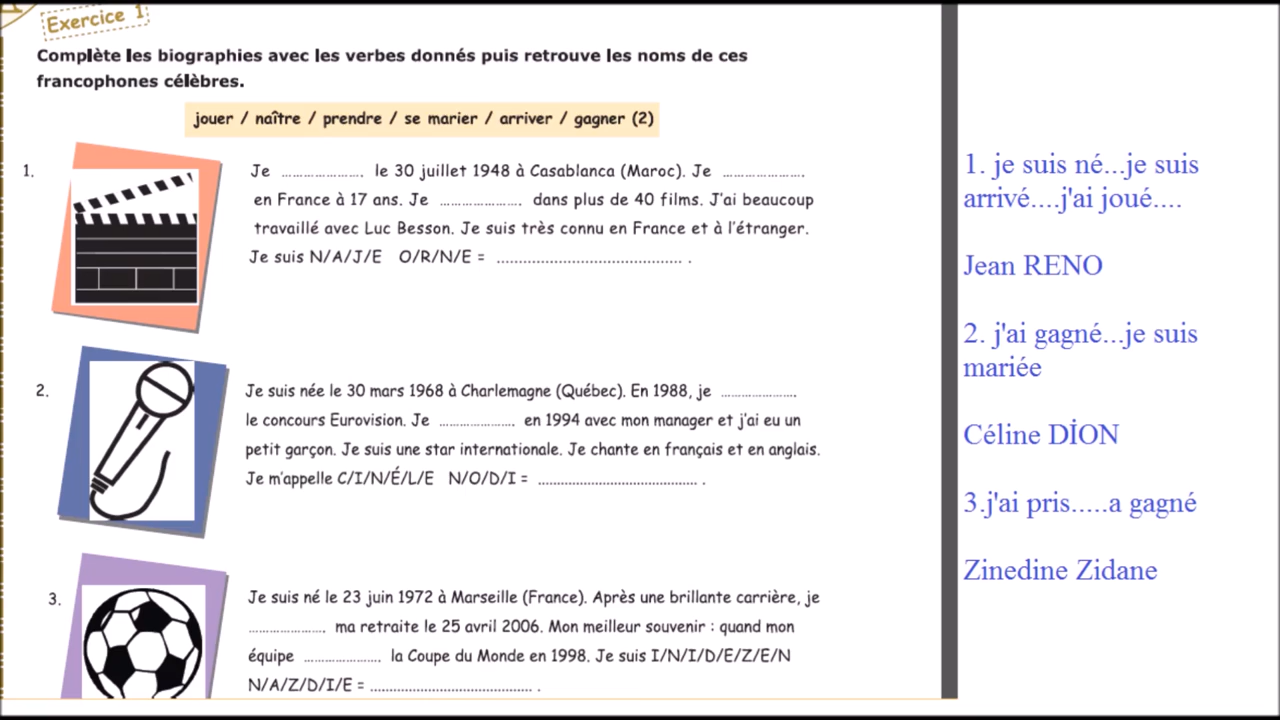 Exercice 1
Complète les biographies avec les verbes donnés puis retrouve les noms de ces
francophones célèbres.
jouer / naître / prendre / se marier / arriver / gagner (2)
1.
Je ...................... le 30 juillet 1948 à Casablanca (Maroc). Je ......................
en France à 17 ans. Je ...................... dans plus de 40 films. J'ai beaucoup
travaillé avec Luc Besson. Je suis très connu en France et à l'étranger.
Je suis N/A/J/E O/R/N/E = ............................................ .
2.
Je suis née le 30 mars 1968 à Charlemagne (Québec). En 1988, je ......................
le concours Eurovision. Je ...................... en 1994 avec mon manager et j'ai eu un
petit garçon. Je suis une star internationale. Je chante en français et en anglais.
Je m'appelle C/I/N/É/L/E N/O/D/I = .......................................... .
3.
Je suis né le 23 juin 1972 à Marseille (France). Après une brillante carrière, je
...................... ma retraite le 25 avril 2006. Mon meilleur souvenir : quand mon
équipe ...................... la Coupe du Monde en 1998. Je suis I/N/I/D/E/Z/E/N
N/A/Z/D/I/E = .......................................... .
1. je suis né...je suis
arrivé....j'ai joué....
Jean RENO
2. j'ai gagné...je suis
mariée
Céline DİON
3.j'ai pris.....a gagné
Zinedine Zidane